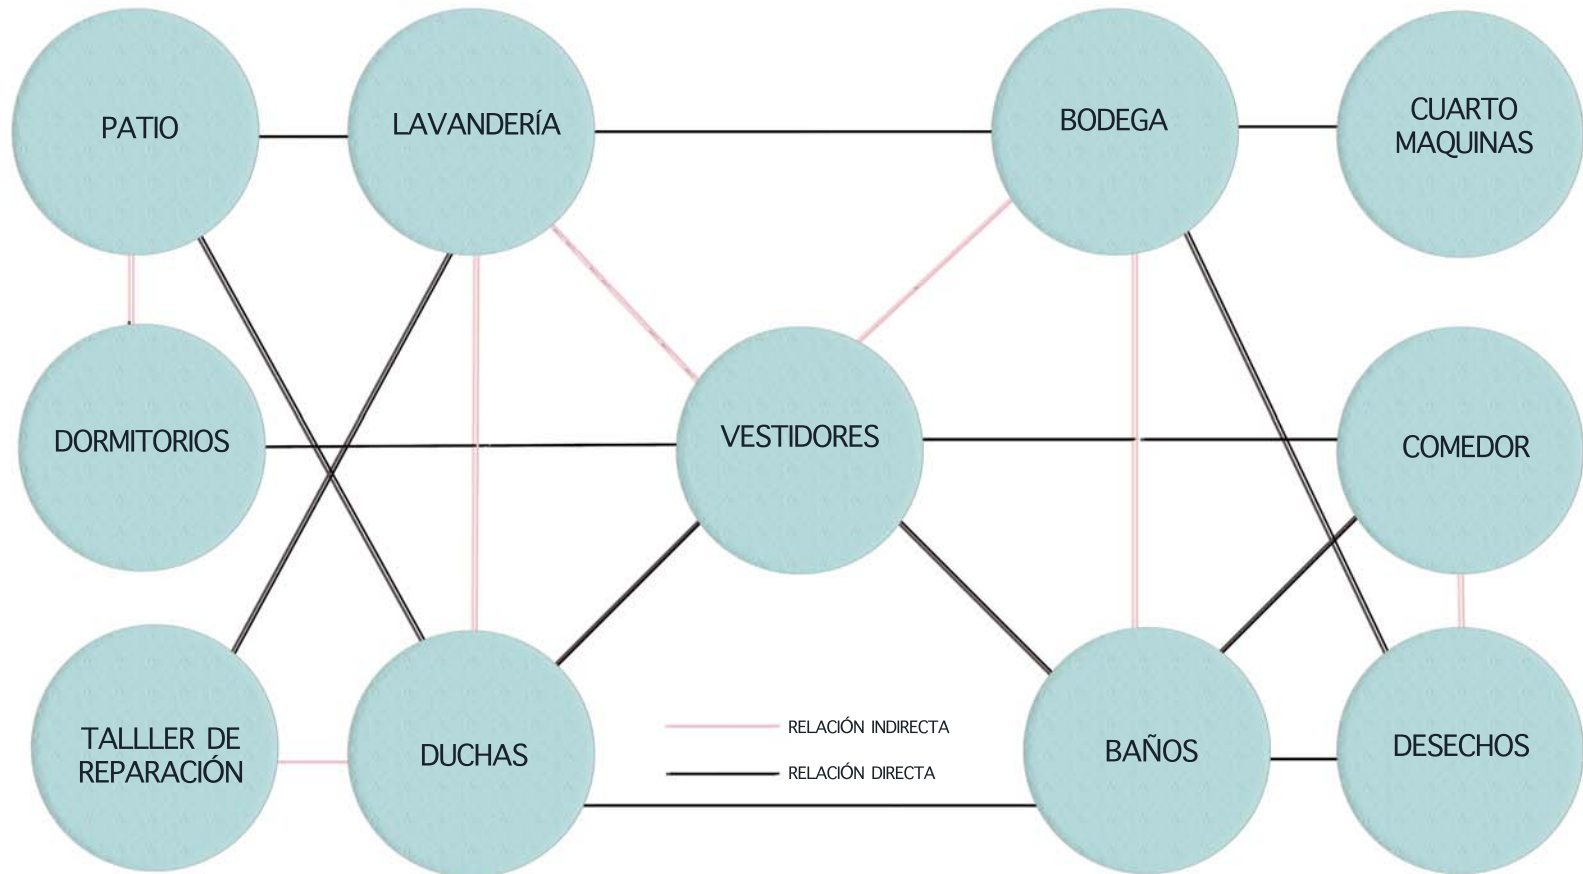 PATIO
LAVANDERÍA
BODEGA
CUARTO
MAQUINAS
DORMITORIOS
VESTIDORES
COMEDOR
TALLLER DE
REPARACIÓN
DUCHAS
RELACIÓN INDIRECTA
RELACIÓN DIRECTA
BAÑOS
DESECHOS